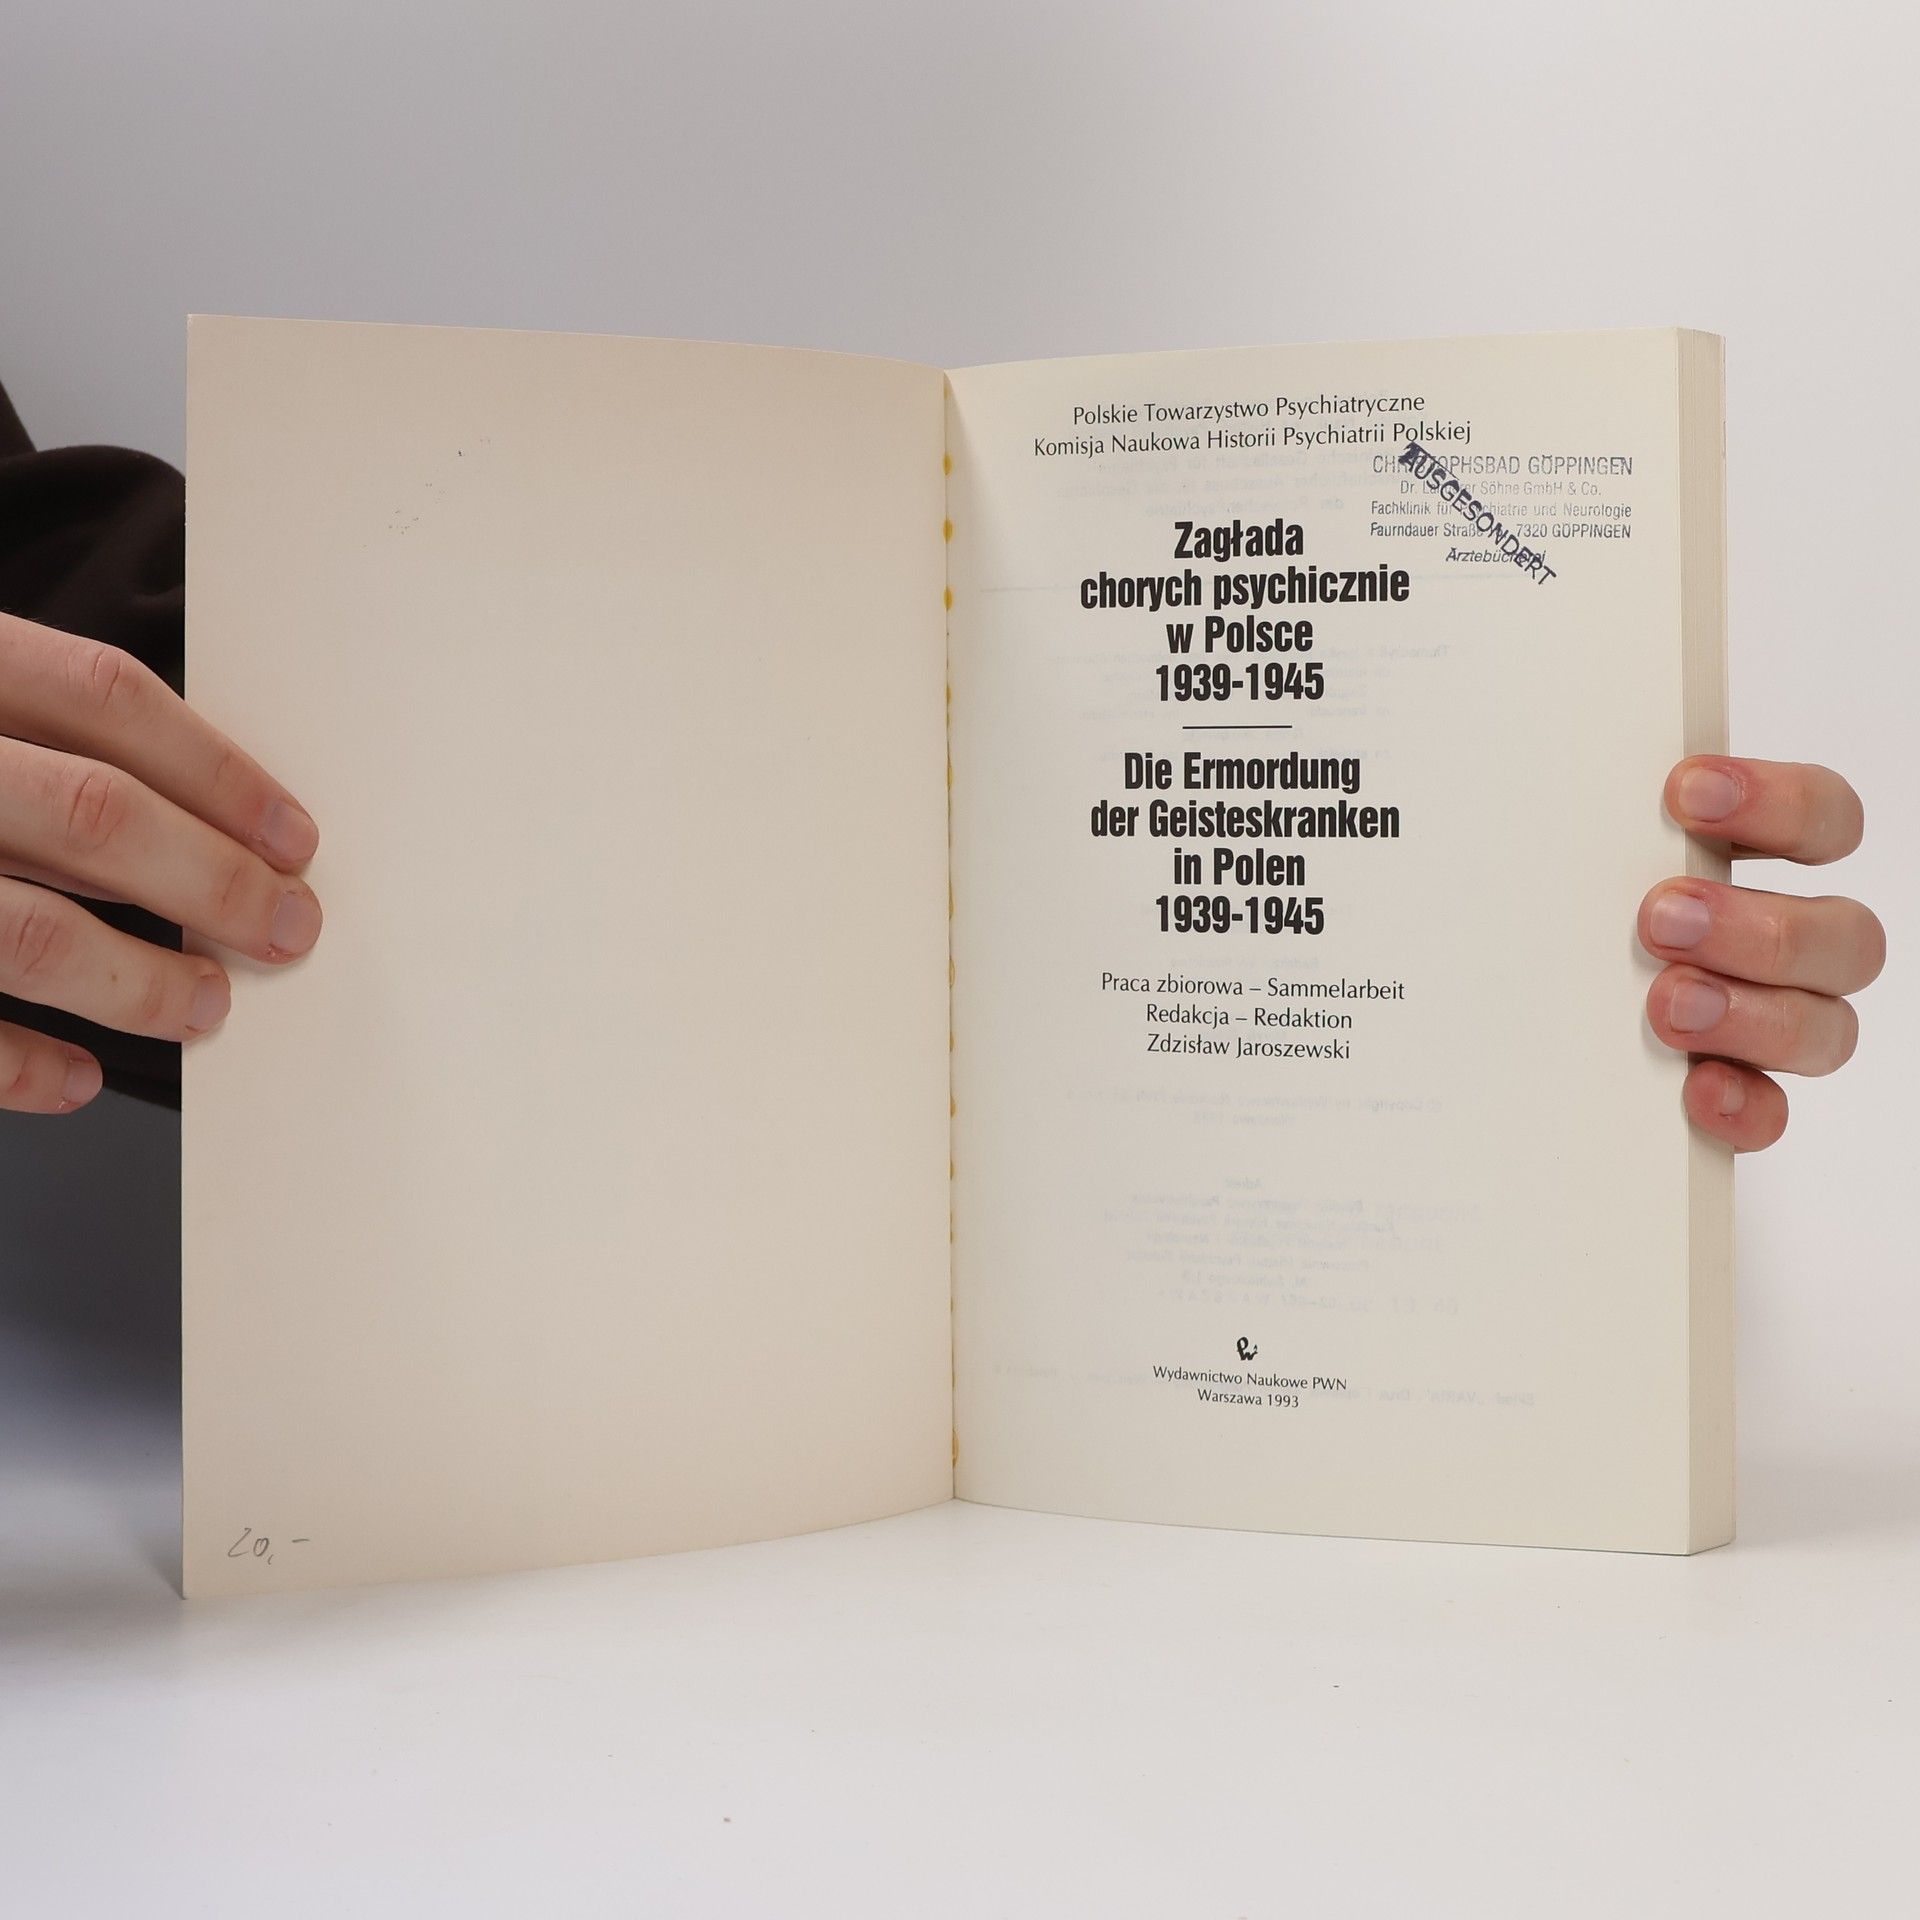 Polskie Towarzystwo Psychiatryczne
Komisja Naukowa Historii Psychiatrii Polskiej
CHRISTOPHSBAD GÖPPINGEN
Dr. Söhne GmbH & Co.
Fachklinik für Psychiatrie und Neurologie
Faurndauer Straße 7320 GÖPPINGEN
Ärztebücherei
AUSGESONDERT
Zagłada
chorych psychicznie
w Polsce
1939-1945
Die Ermordung
der Geisteskranken
in Polen
1939-1945
Praca zbiorowa – Sammelarbeit
Redakcja – Redaktion
Zdzisław Jaroszewski
Wydawnictwo Naukowe PWN
Warszawa 1993
20,-